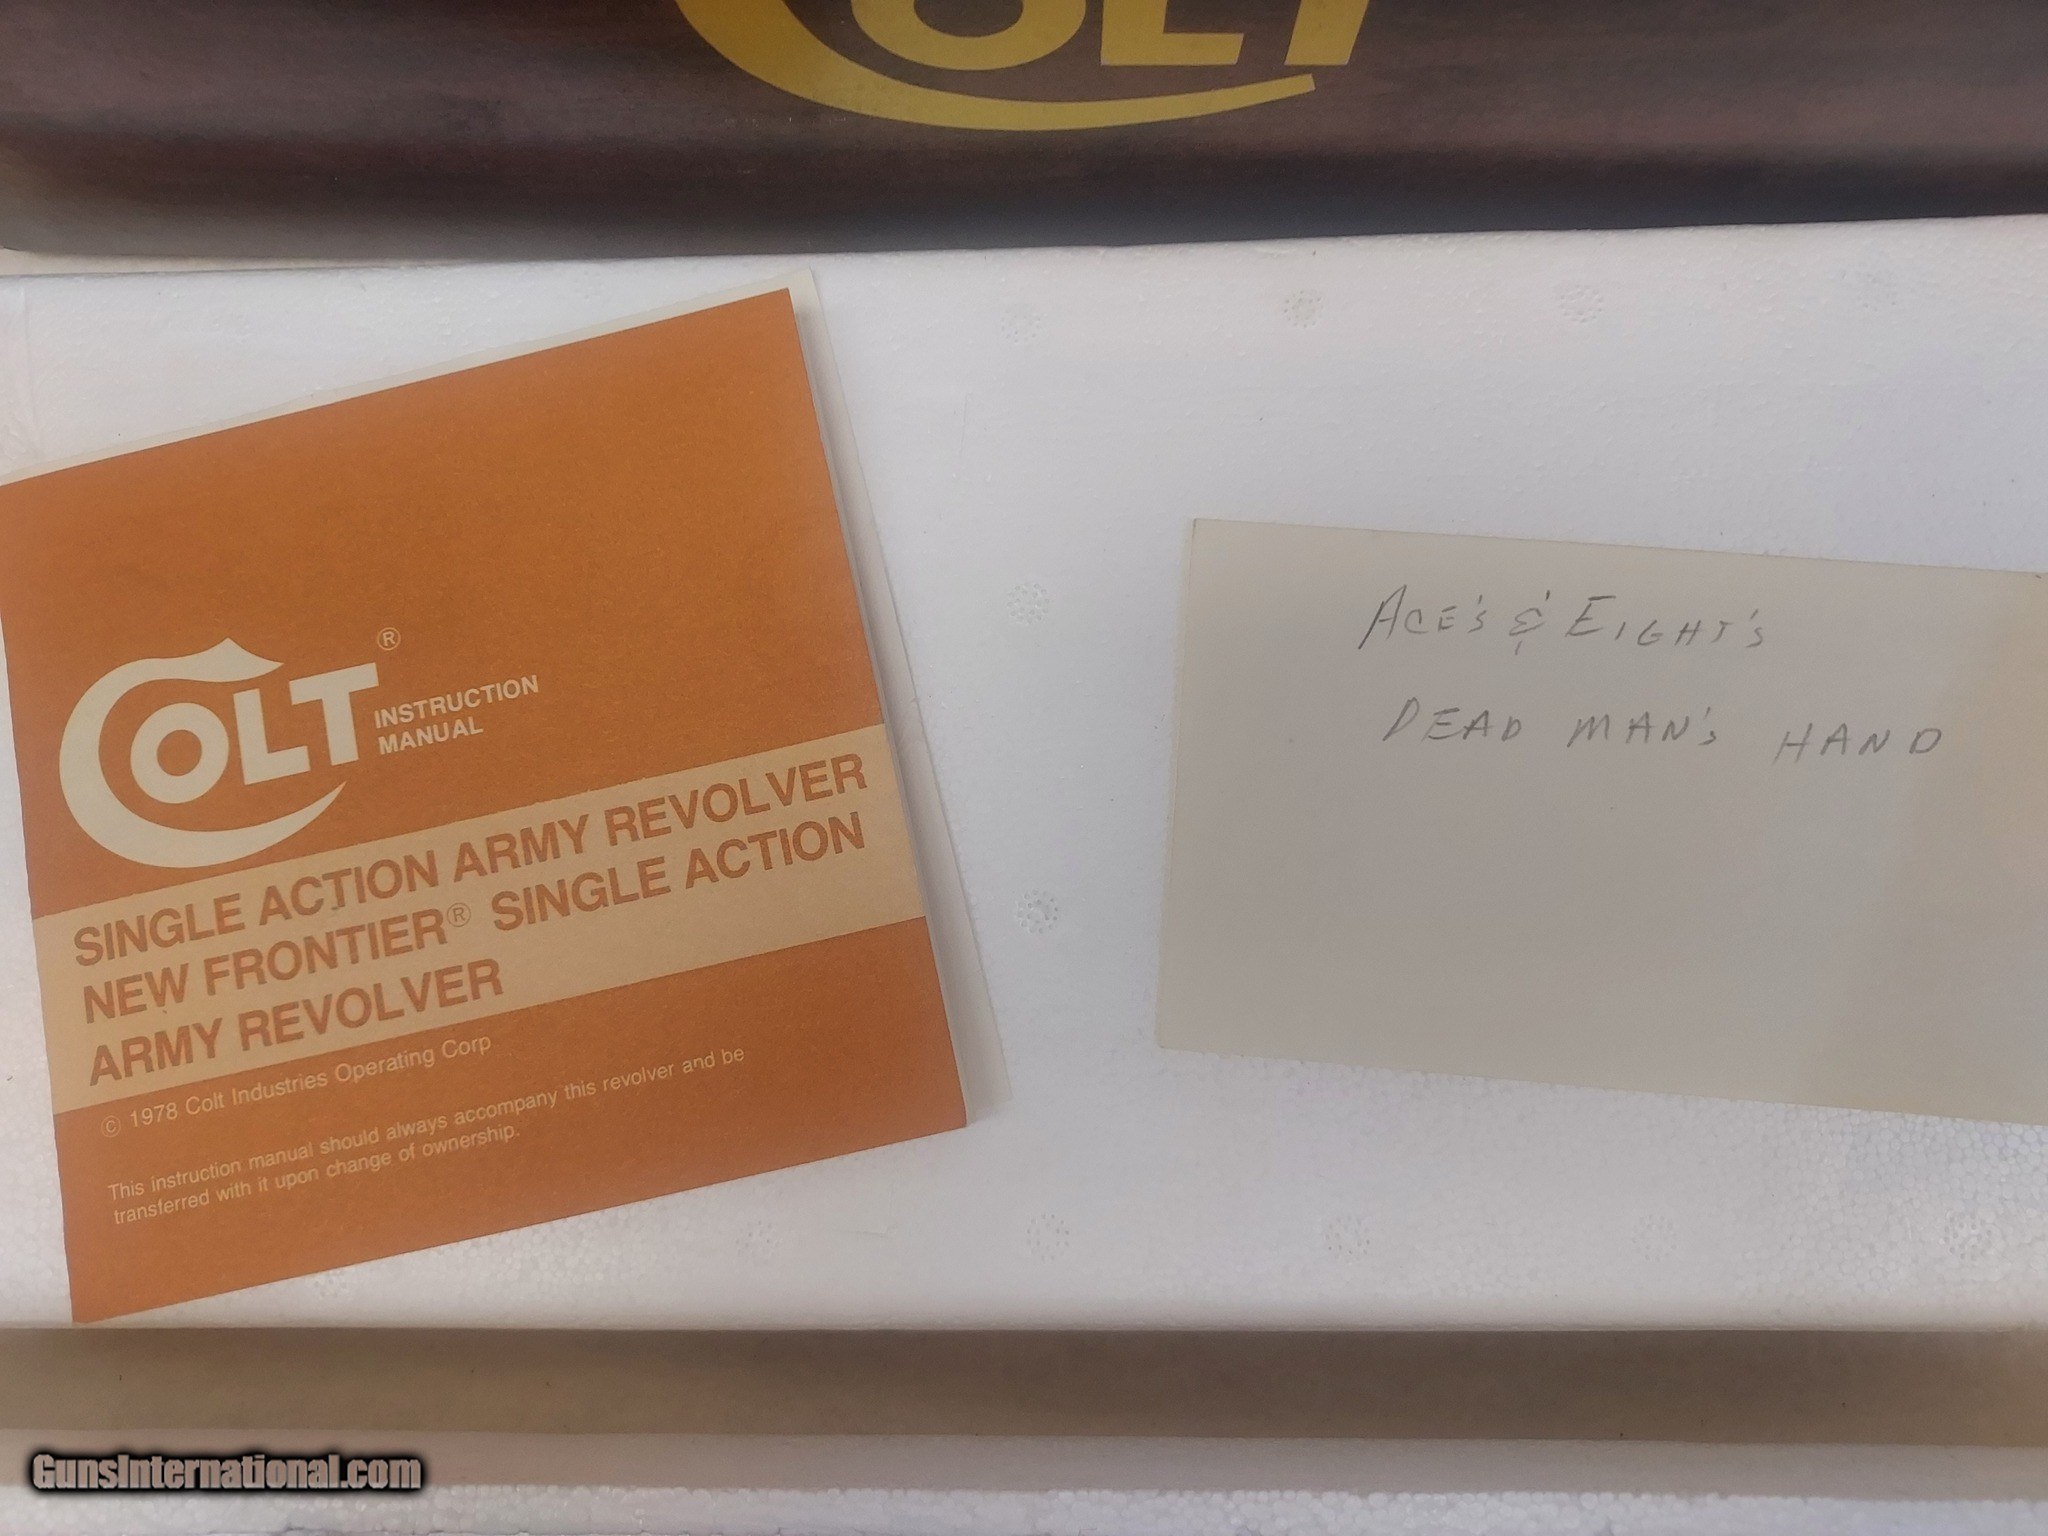 COLT
COLT®
INSTRUCTION
MANUAL
SINGLE ACTION ARMY REVOLVER
NEW FRONTIER® SINGLE ACTION
ARMY REVOLVER
© 1978 Colt Industries Operating Corp
This instruction manual should always accompany this revolver and be
transferred with it upon change of ownership.
ACE'S & EIGHT'S
DEAD MAN'S HAND
GunsInternational.com